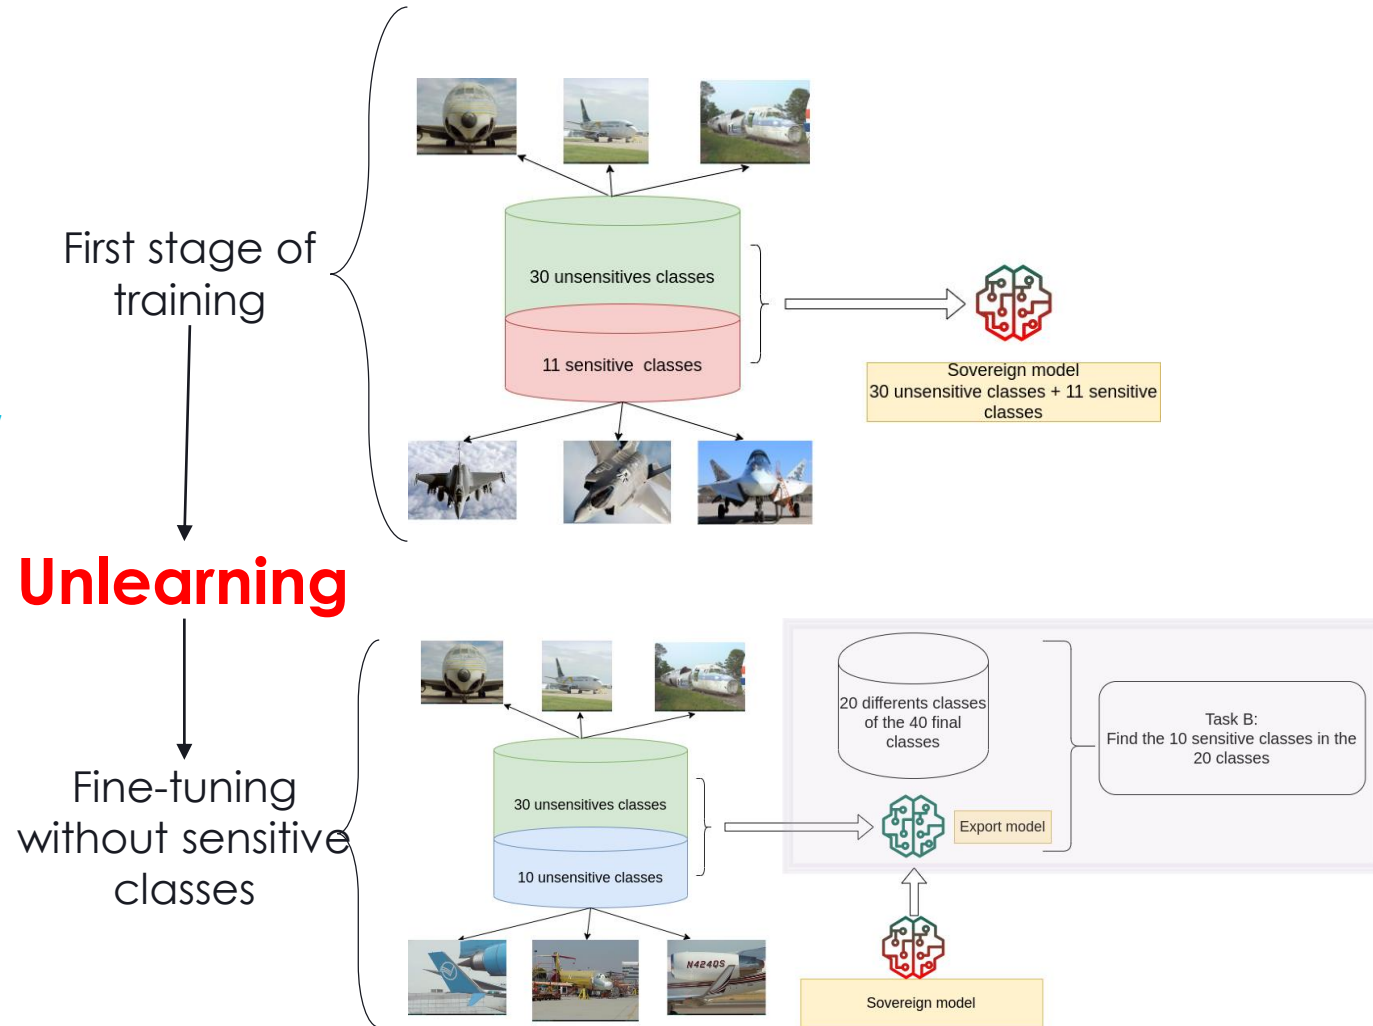 First stage of
training
30 unsensitives classes
11 sensitive classes
Sovereign model
30 unsensitive classes + 11 sensitive
classes
Unlearning
Fine-tuning
without sensitive
classes
30 unsensitives classes
10 unsensitive classes
N424QS
20 differents classes
of the 40 final
classes
Export model
Task B:
Find the 10 sensitive classes in the
20 classes
Sovereign model